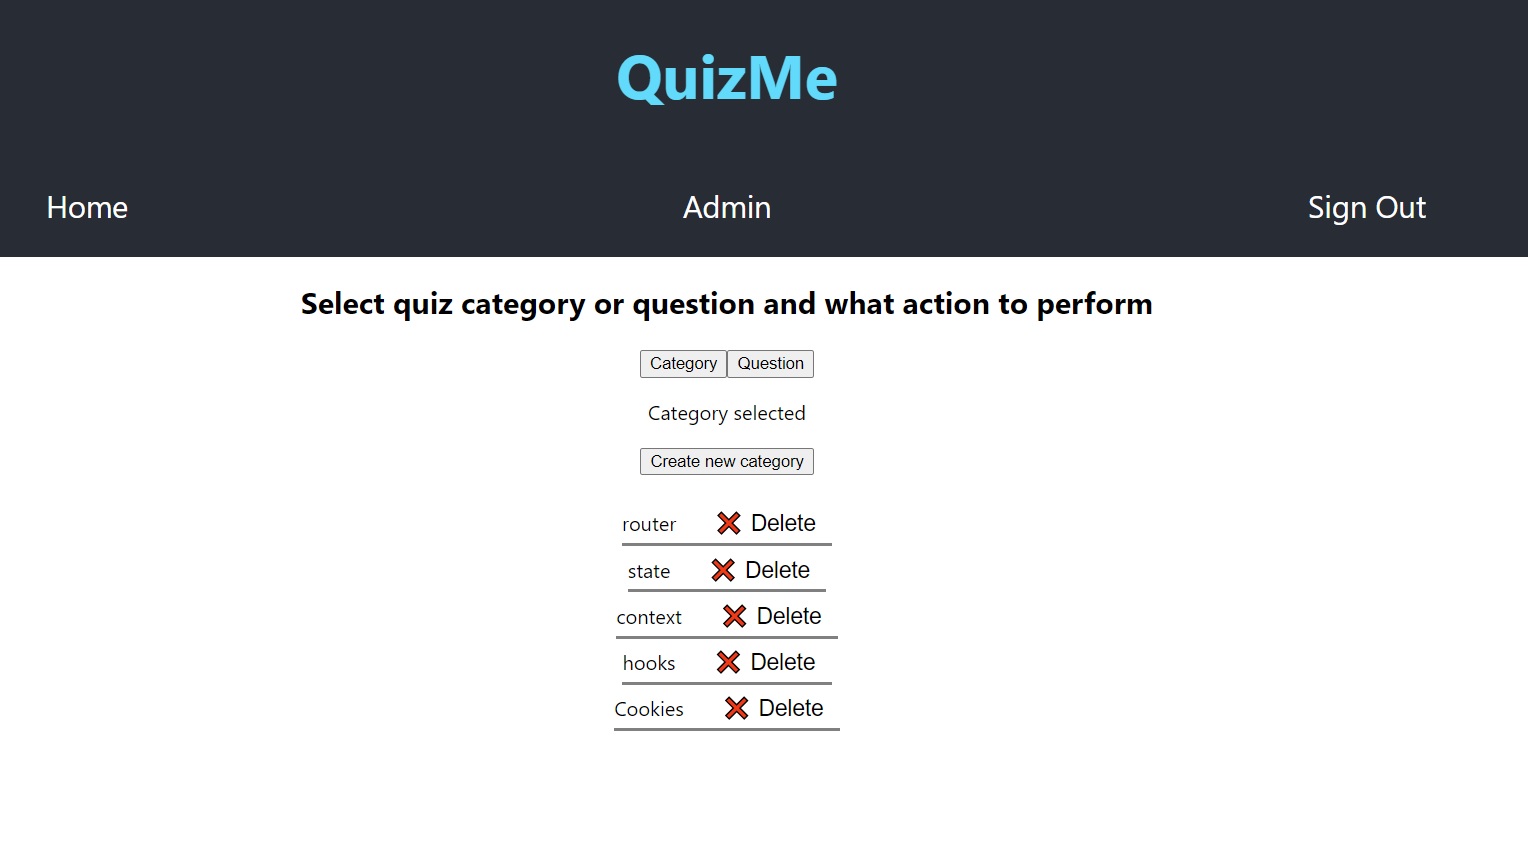 QuizMe
Home Admin Sign Out
Select quiz category or question and what action to perform
Category Question
Category selected
Create new category
router Delete
state Delete
context Delete
hooks Delete
Cookies Delete